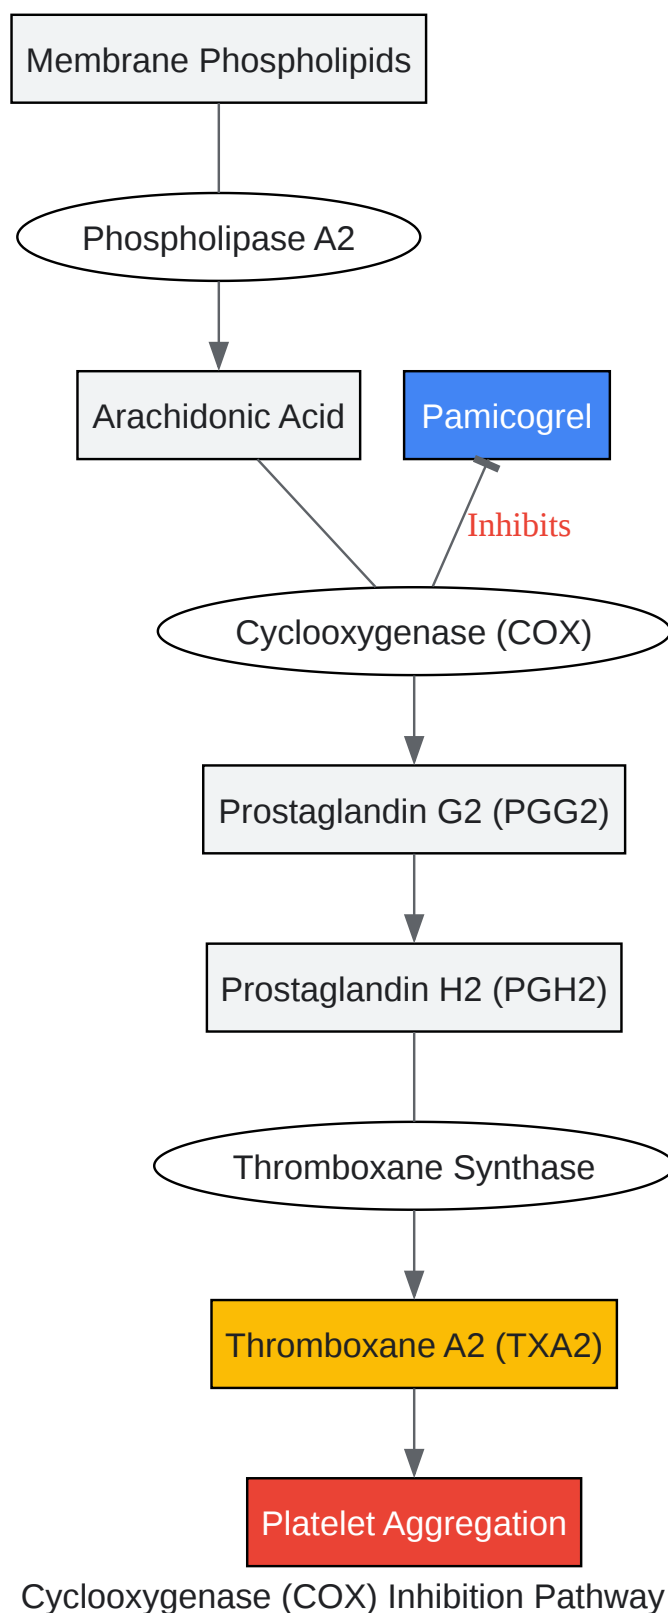 Membrane Phospholipids
Phospholipase A2
Arachidonic Acid
Pamicogrel
Inhibits
Cyclooxygenase (COX)
Prostaglandin G2 (PGG2)
Prostaglandin H2 (PGH2)
Thromboxane Synthase
Thromboxane A2 (TXA2)
Platelet Aggregation
Cyclooxygenase (COX) Inhibition Pathway